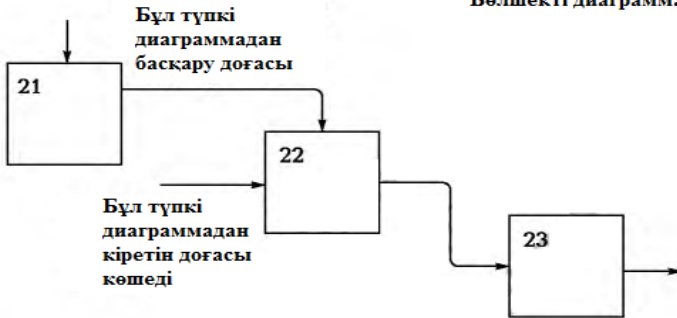 Бұл түпкі
диаграммадан
басқару доғасы
21
22
Бұл түпкі
диаграммадан
кіретін доғасы
көшеді
23